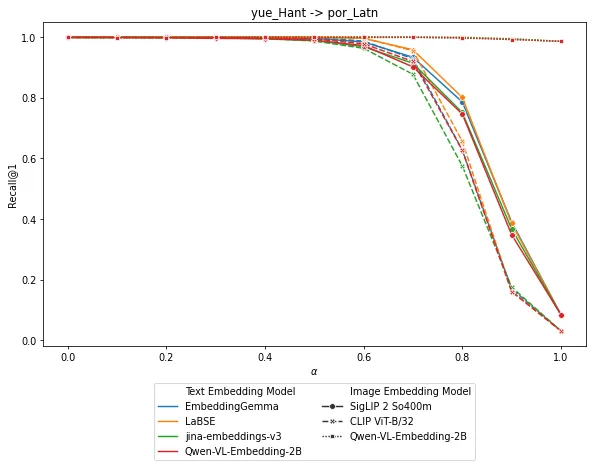 yue_Hant -> por_Latn
1.0
0.8
0.6
0.4
0.2
0.0
Recall@1
0.0 0.2 0.4 0.6 0.8 1.0
α
Text Embedding Model Image Embedding Model
EmbeddingGemma SigLIP 2 So400m
LaBSE CLIP ViT-B/32
jina-embeddings-v3 Qwen-VL-Embedding-2B
Qwen-VL-Embedding-2B